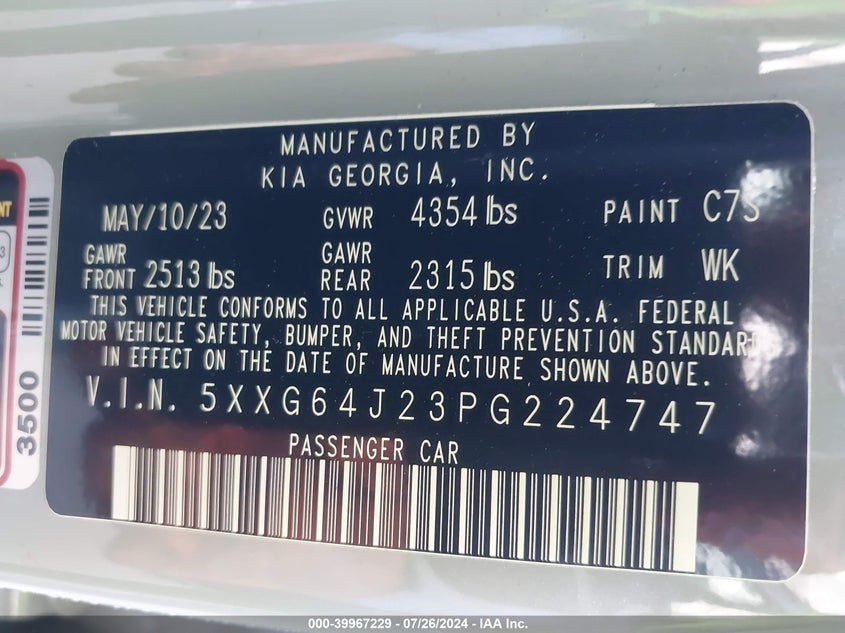 MANUFACTURED BY
KIA GEORGIA, INC.
MAY/10/23 GVWR 4354 lbs PAINT C7S
GAWR FRONT 2513 lbs GAWR REAR 2315 lbs TRIM WK
THIS VEHICLE CONFORMS TO ALL APPLICABLE U.S.A. FEDERAL
MOTOR VEHICLE SAFETY, BUMPER, AND THEFT PREVENTION STANDARDS
IN EFFECT ON THE DATE OF MANUFACTURE SHOWN ABOVE.
V.I.N. 5XXG64J23PG224747
PASSENGER CAR
3500
000-39967229 - 07/26/2024 - IAA Inc.